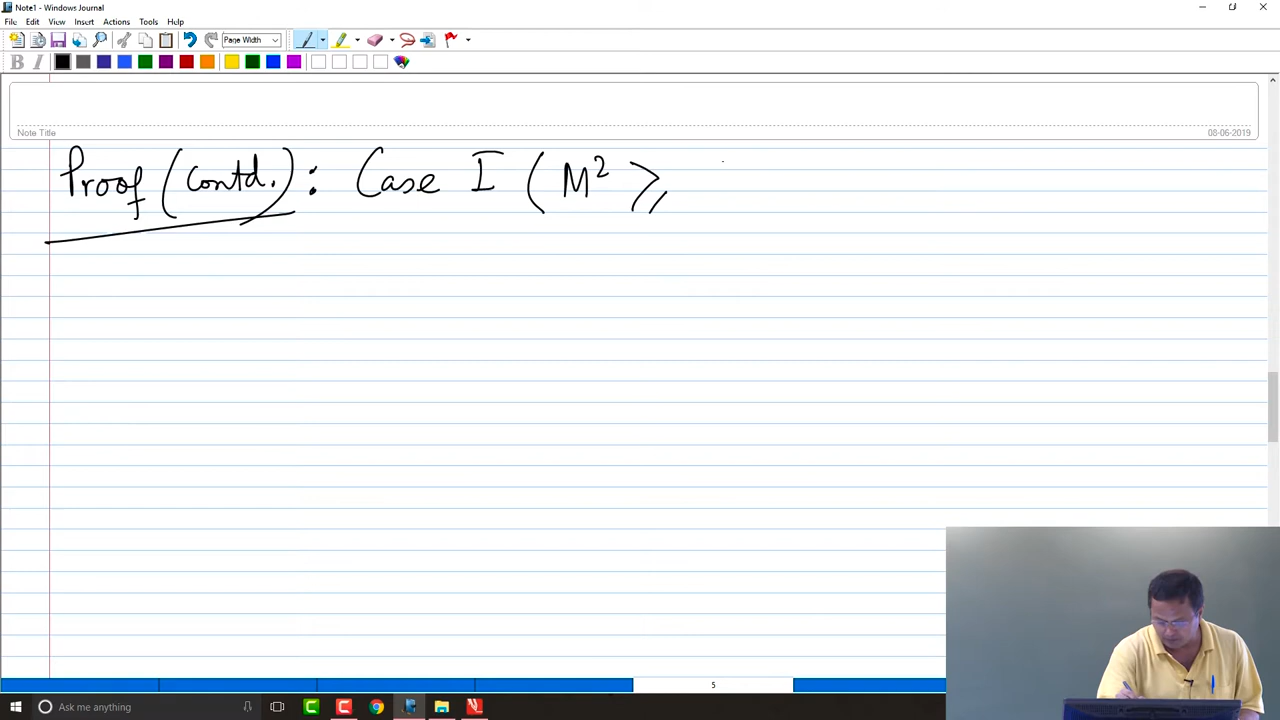 Note1 - Windows Journal
File Edit View Insert Actions Tools Help
Page Width
B I
Note Title
08-06-2019
Proof (Contd.) : Case I ( M² ⩾
5
Ask me anything